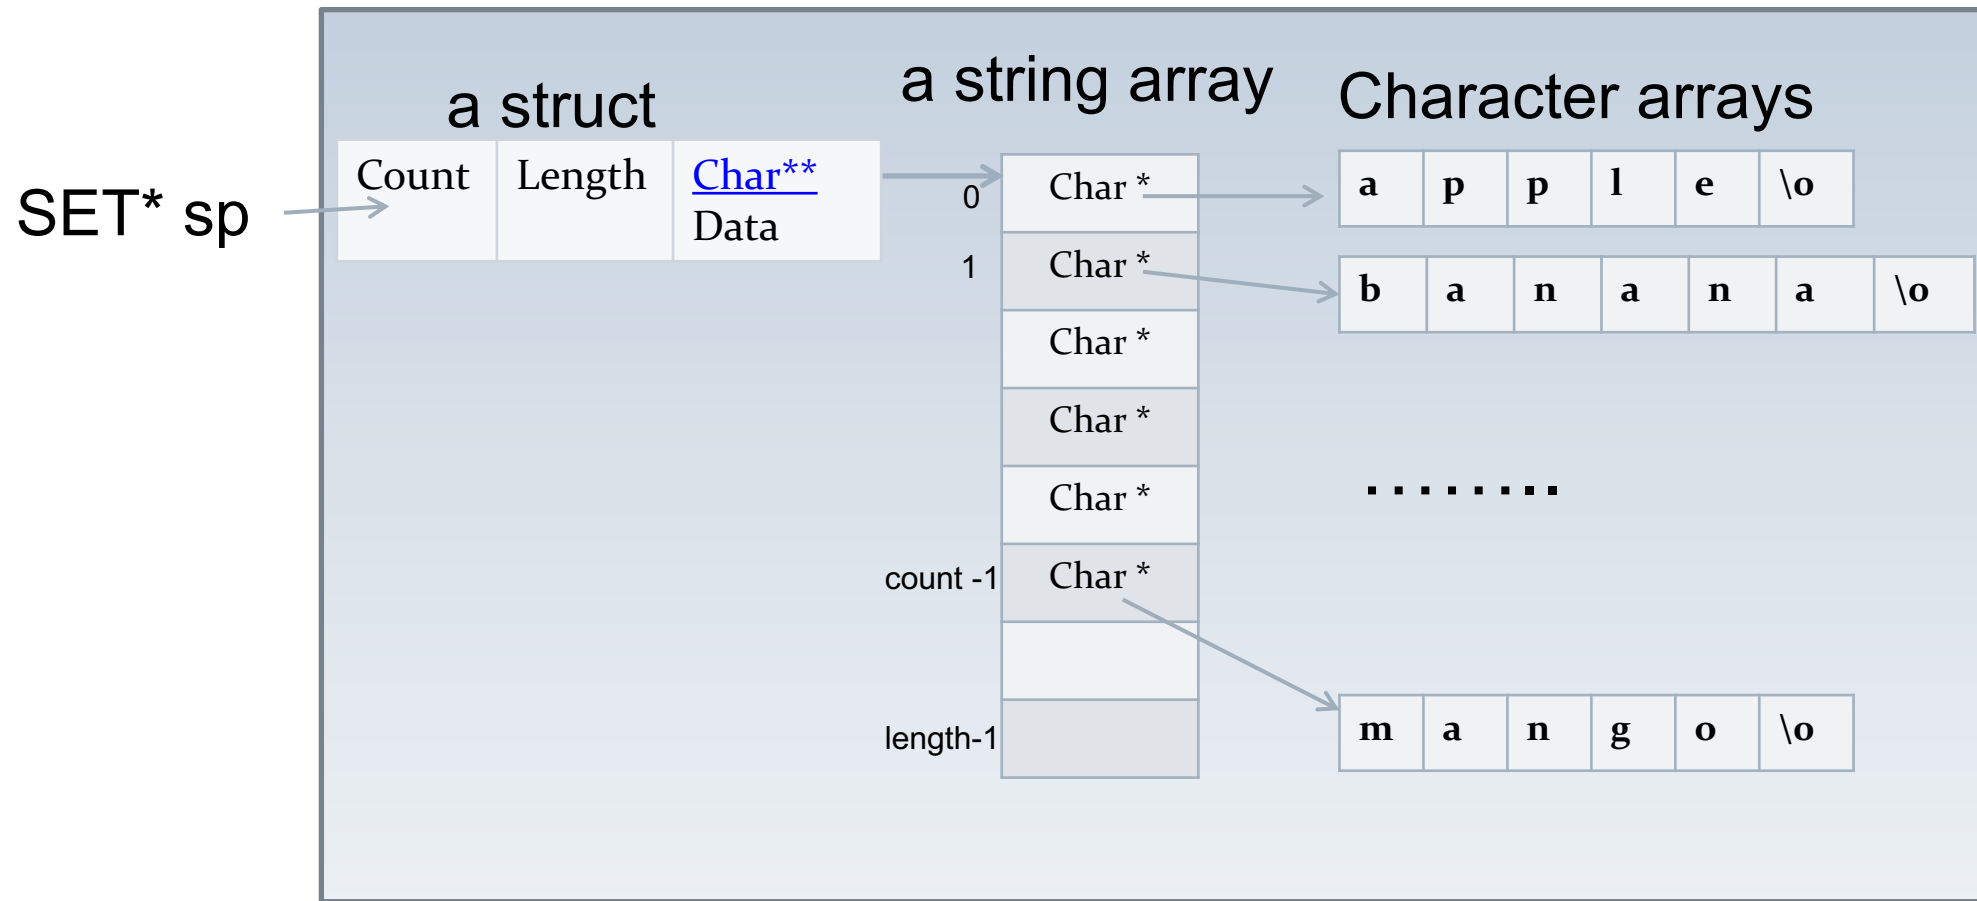 a struct
a string array
Character arrays
SET* sp
Count
Length
Char**
Data
0
Char *
a p p l e \o
1
Char *
b a n a n a \o
Char *
Char *
........
Char *
count -1
Char *
length-1
m a n g o \o